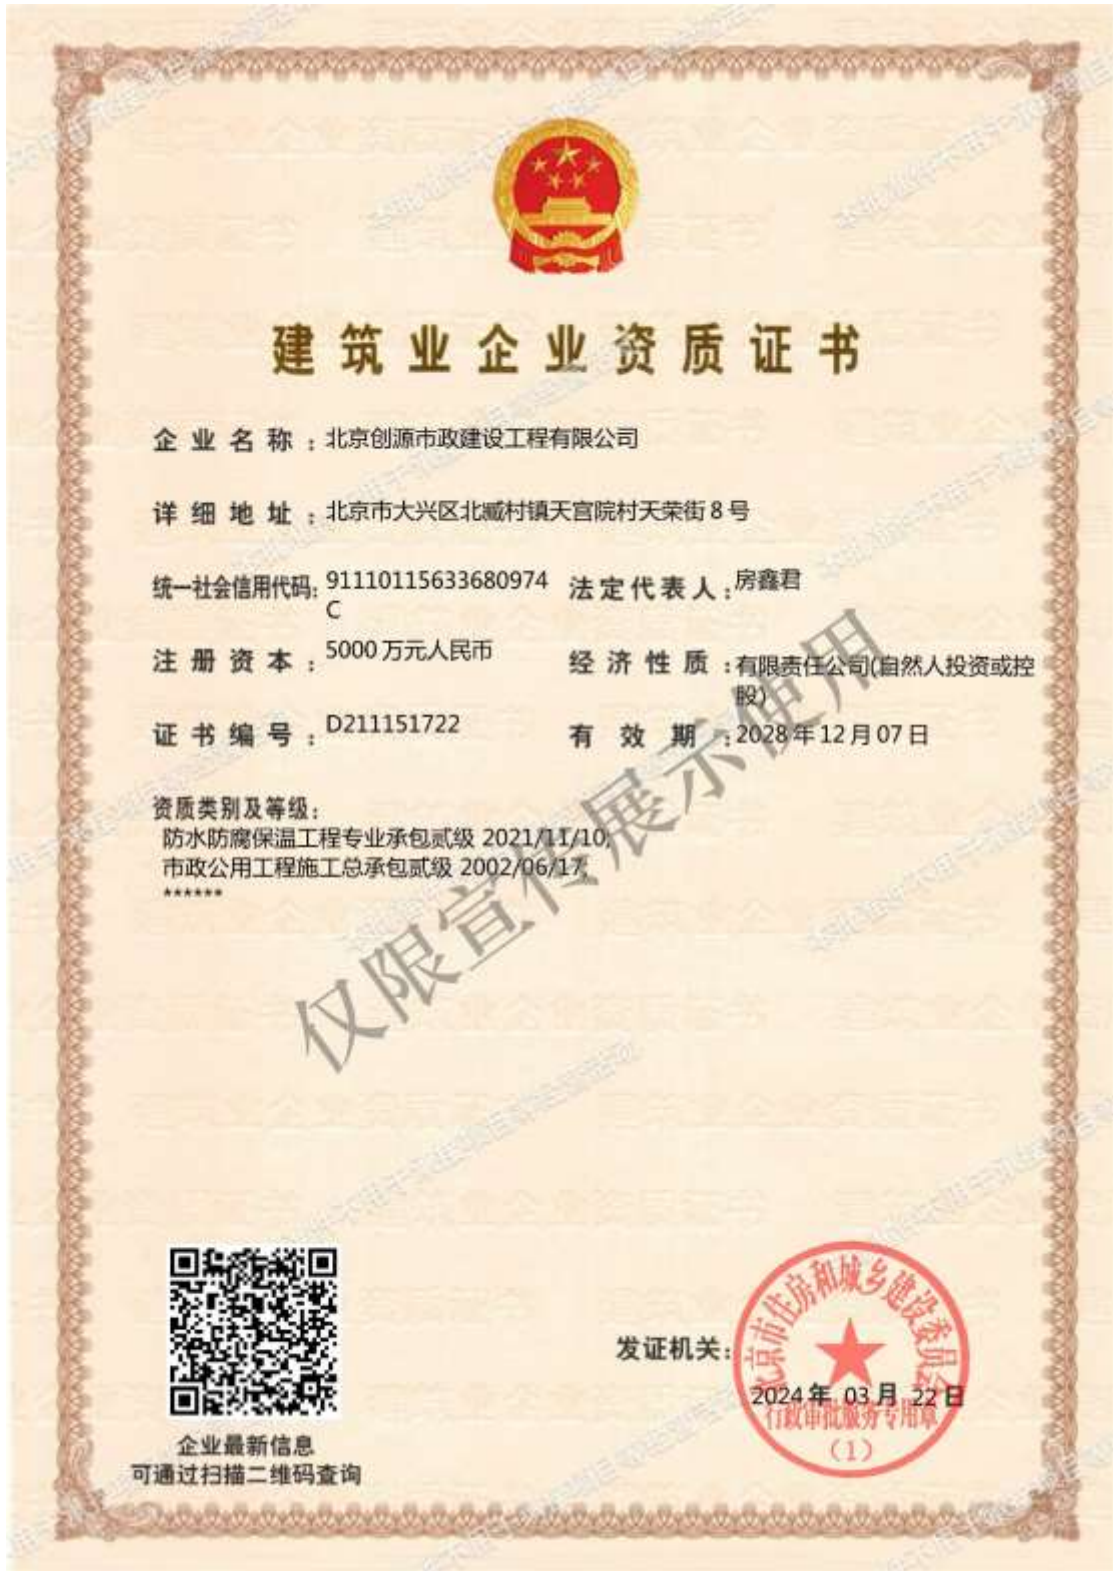 建筑业企业资质证书
企业名称：北京创源市政建设工程有限公司
详细地址：北京市大兴区北臧村镇天宫院村天荣街8号
统一社会信用代码：91110115633680974
C
法定代表人：房鑫君
注册资本：5000万元人民币
经济性质：有限责任公司(自然人投资或控
股)
证书编号：D211151722
有效期：2028年12月07日
资质类别及等级：
防水防腐保温工程专业承包贰级 2021/11/10;
市政公用工程施工总承包贰级 2002/06/17;
******
仅限宣传展示使用
企业最新信息
可通过扫描二维码查询
发证机关：
北京市住房和城乡建设委员会
2024年 03月 22日
行政审批服务专用章
(1)